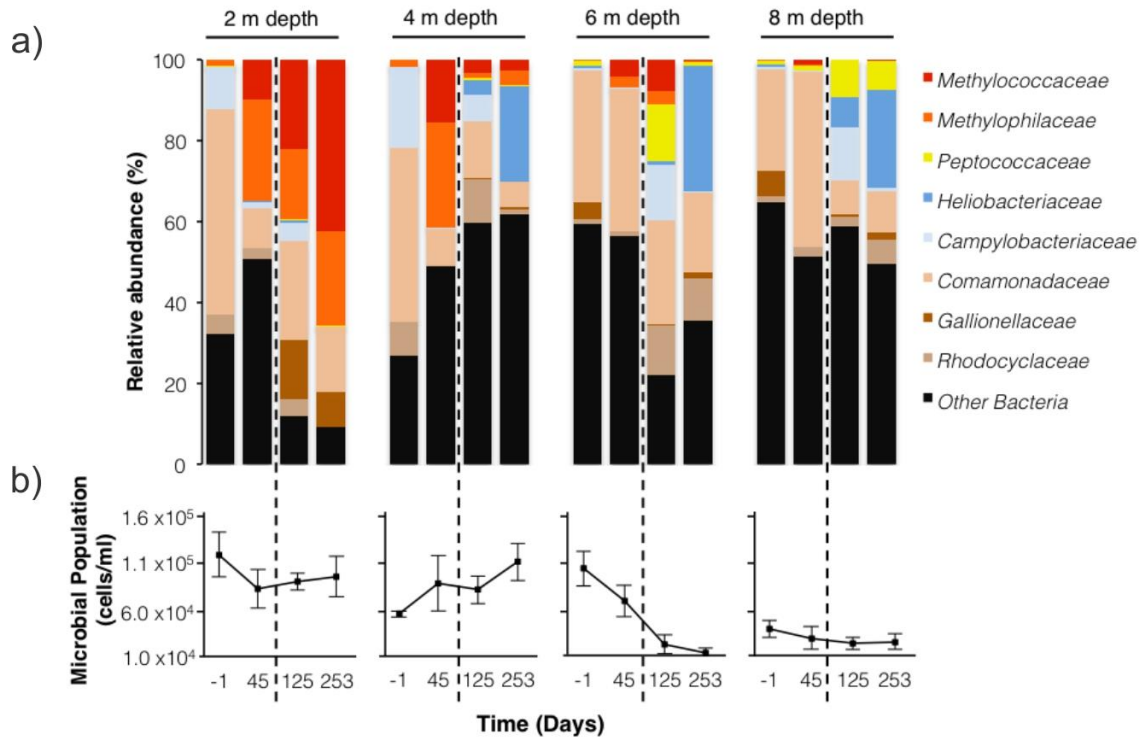 a)
2 m depth
4 m depth
6 m depth
8 m depth
Relative abundance (%)
100
80
60
40
20
0
Methylococcaceae
Methylophilaceae
Peptococcaceae
Heliobacteriaceae
Campylobacteriaceae
Comamonadaceae
Gallionellaceae
Rhodocyclaceae
Other Bacteria
b)
Microbial Population
(cells/ml)
1.6 x10⁵
1.1 x10⁵
6.0 x10⁴
1.0 x10⁴
-1 45 125 253
-1 45 125 253
-1 45 125 253
-1 45 125 253
Time (Days)